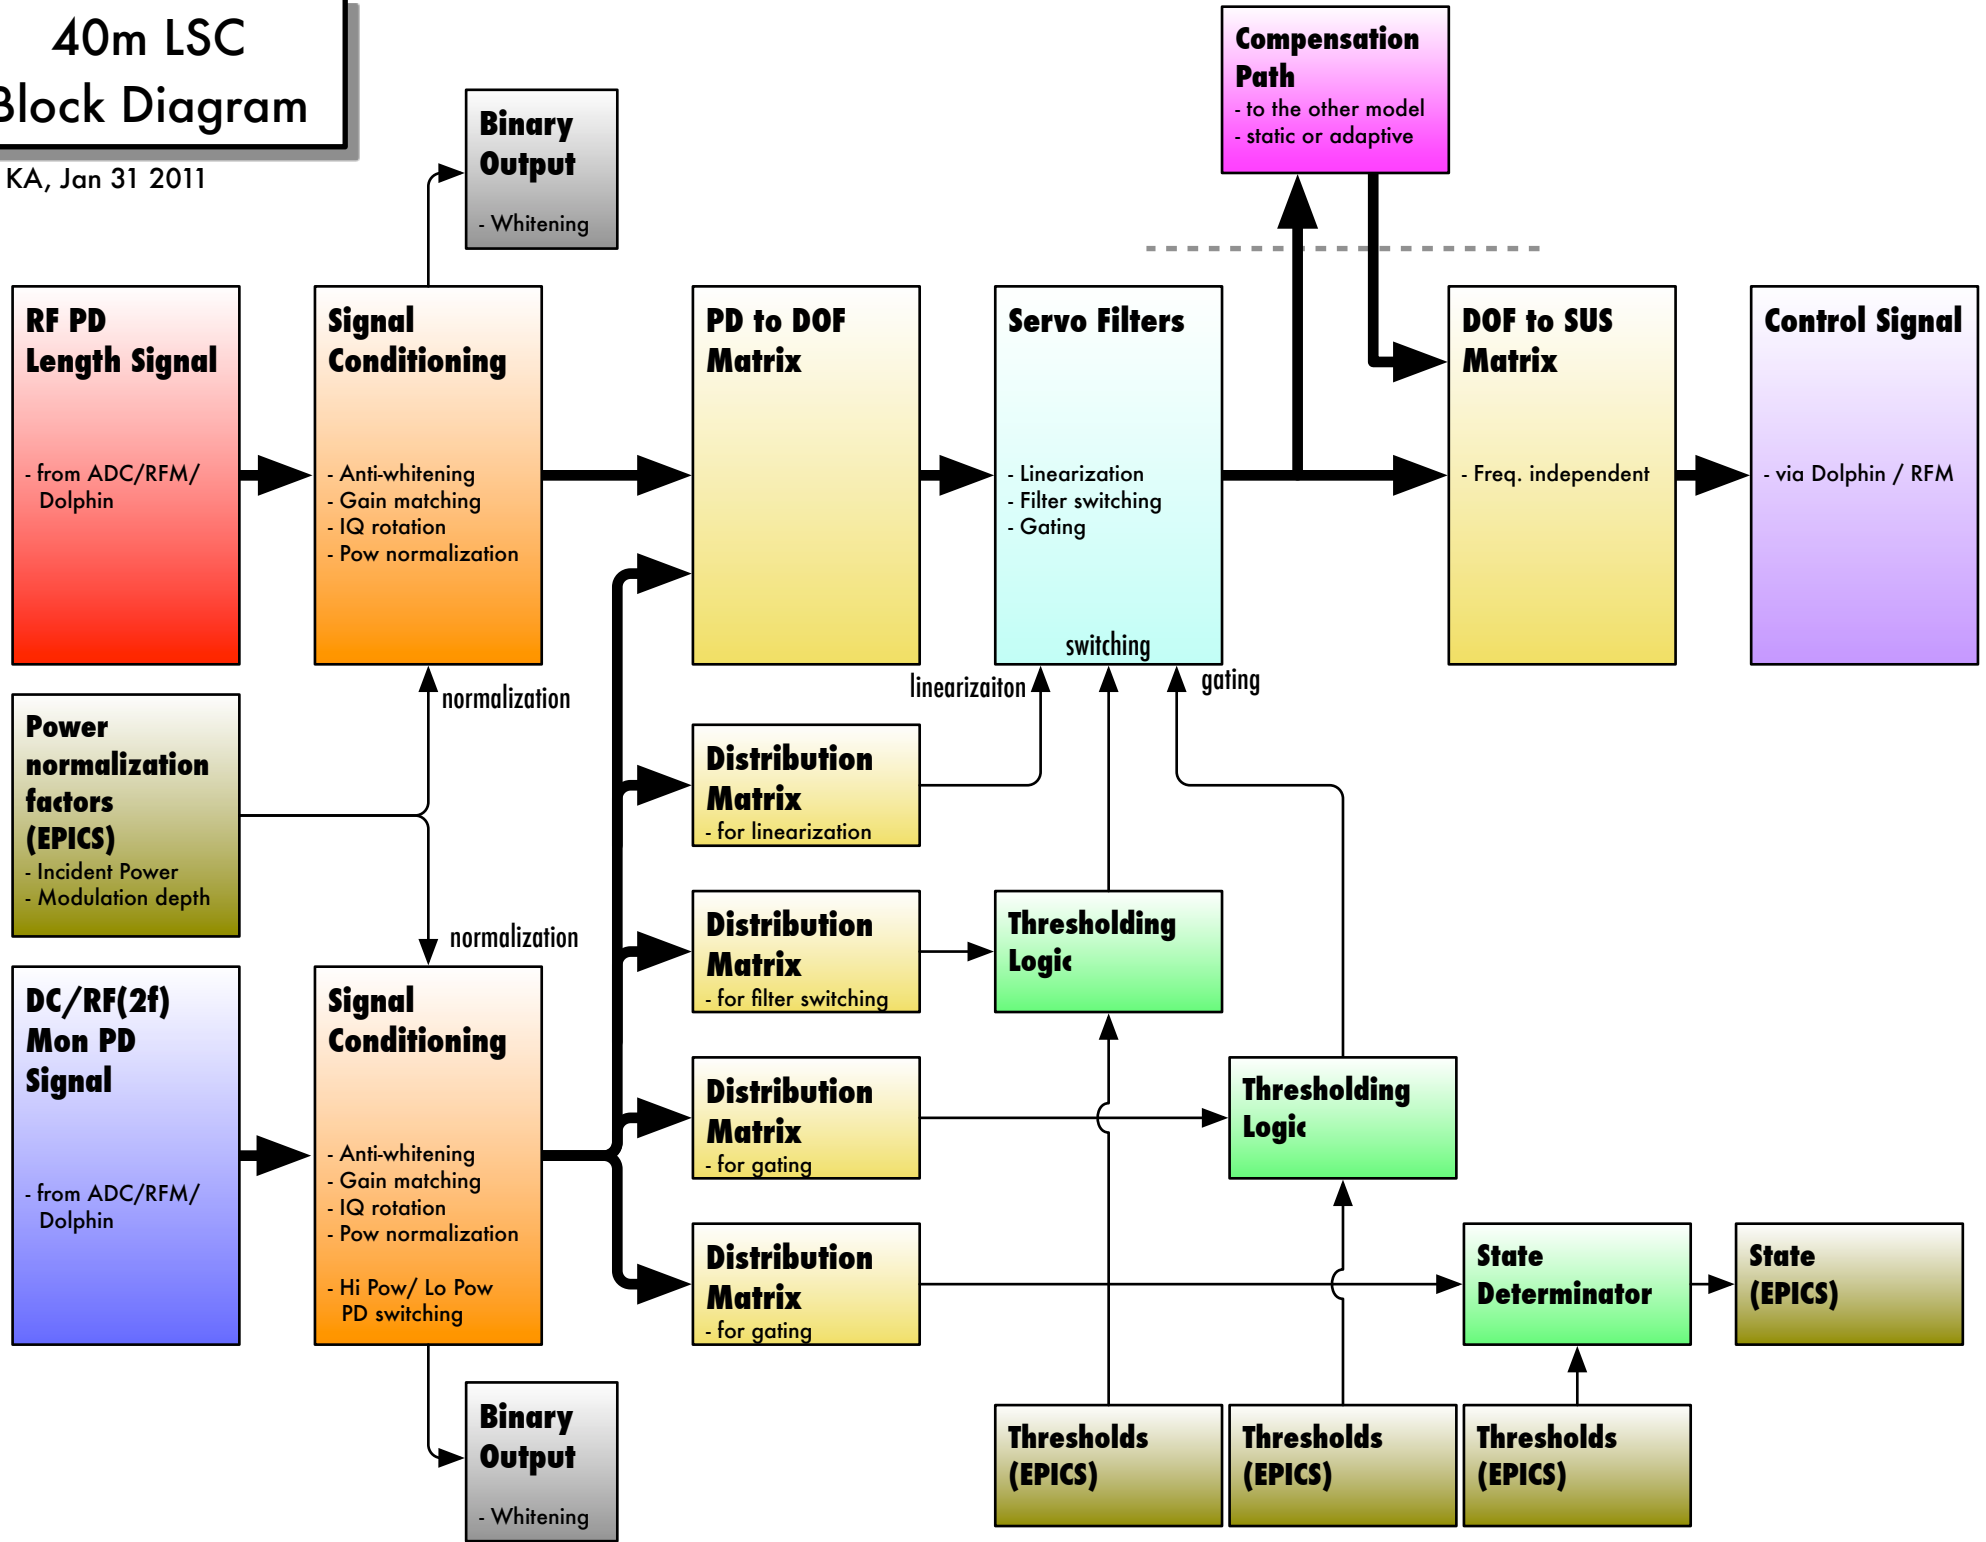 40m LSC
Block Diagram
KA, Jan 31 2011
Binary
Output
- Whitening
Compensation
Path
- to the other model
- static or adaptive
RF PD
Length Signal
- from ADC/RFM/
Dolphin
Signal
Conditioning
- Anti-whitening
- Gain matching
- IQ rotation
- Pow normalization
PD to DOF
Matrix
Servo Filters
- Linearization
- Filter switching
- Gating
switching
DOF to SUS
Matrix
- Freq. independent
Control Signal
- via Dolphin / RFM
normalization
linearizaiton
gating
Power
normalization
factors
(EPICS)
- Incident Power
- Modulation depth
normalization
Distribution
Matrix
- for linearization
Distribution
Matrix
- for filter switching
Thresholding
Logic
DC/RF(2f)
Mon PD
Signal
- from ADC/RFM/
Dolphin
Signal
Conditioning
- Anti-whitening
- Gain matching
- IQ rotation
- Pow normalization
- Hi Pow/ Lo Pow
PD switching
Distribution
Matrix
- for gating
Thresholding
Logic
Distribution
Matrix
- for gating
State
Determinator
State
(EPICS)
Binary
Output
- Whitening
Thresholds
(EPICS)
Thresholds
(EPICS)
Thresholds
(EPICS)